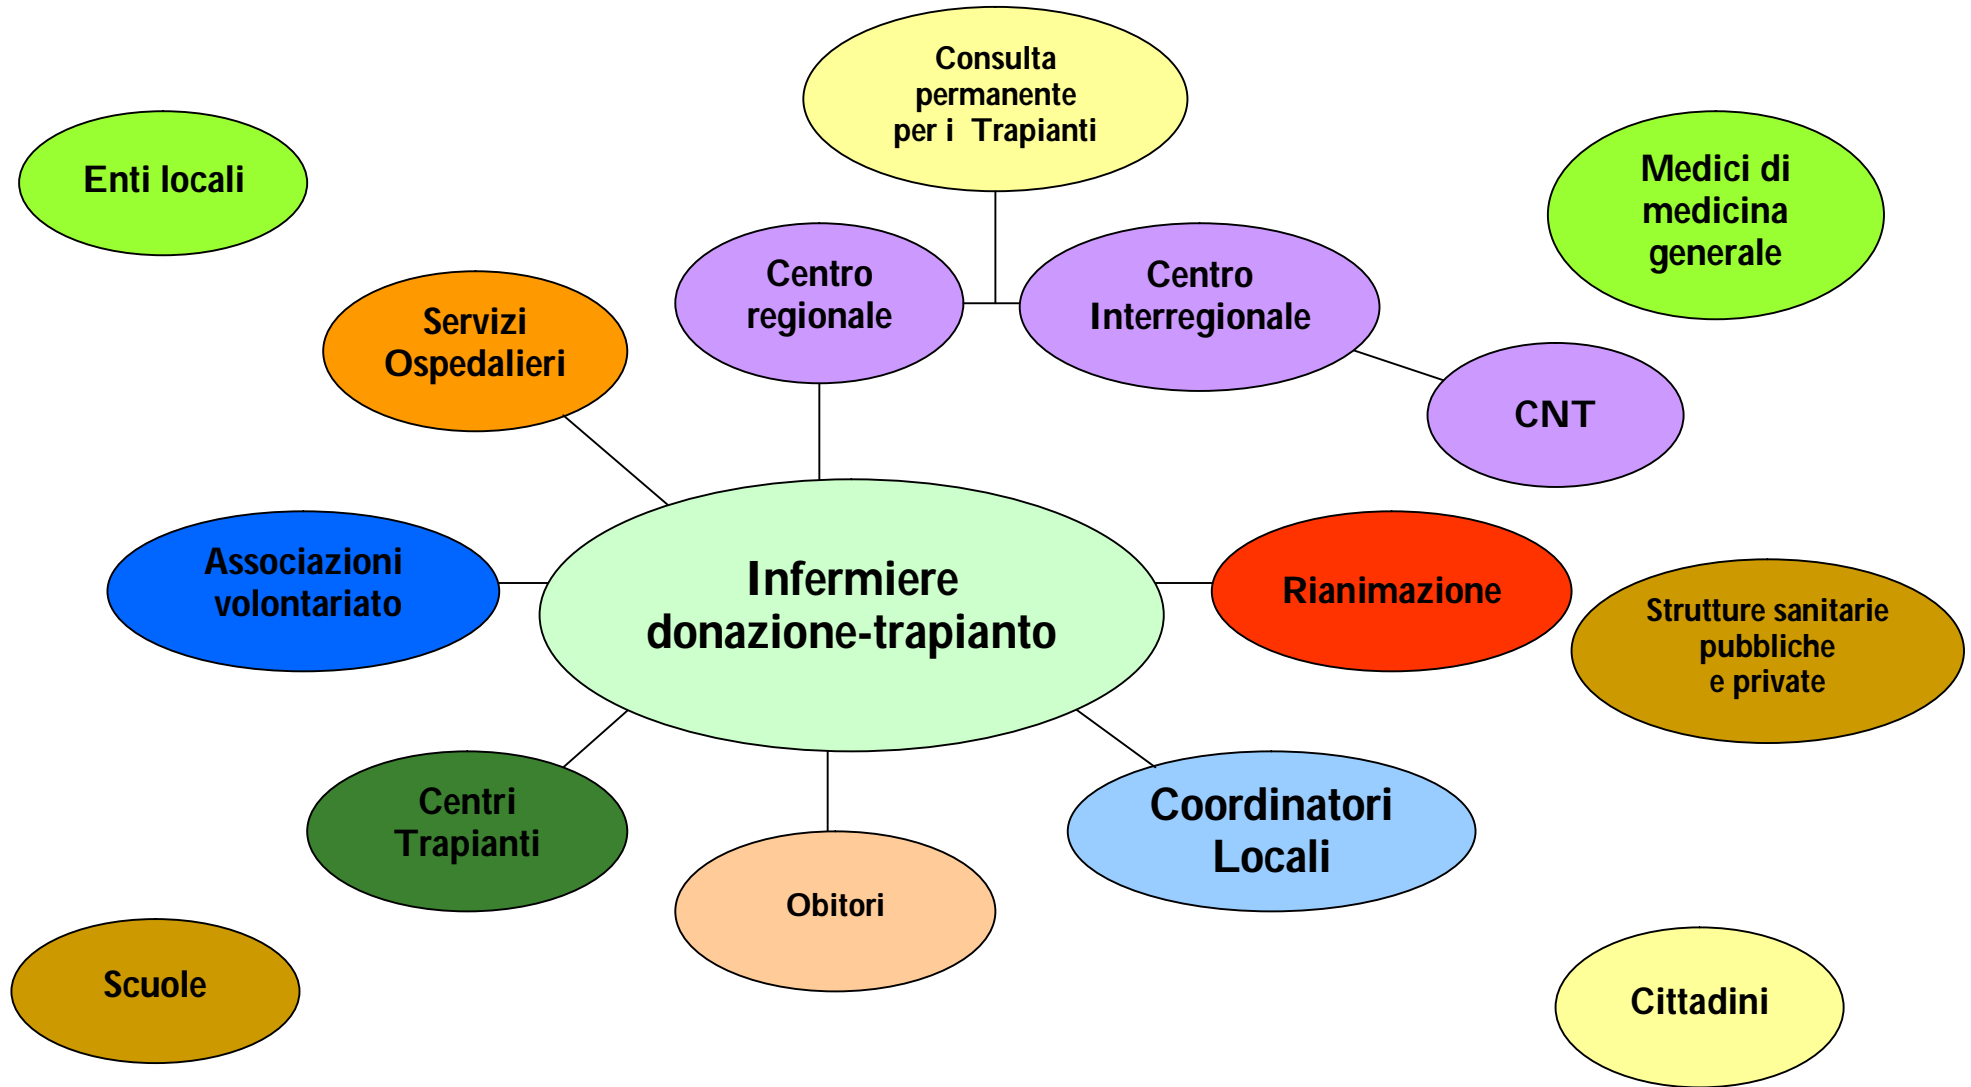 Consulta
permanente
per i Trapianti
Enti locali
Medici di
medicina
generale
Centro
regionale
Centro
Interregionale
Servizi
Ospedalieri
CNT
Associazioni
volontariato
Infermiere
donazione-trapianto
Rianimazione
Strutture sanitarie
pubbliche
e private
Centri
Trapianti
Coordinatori
Locali
Obitori
Scuole
Cittadini